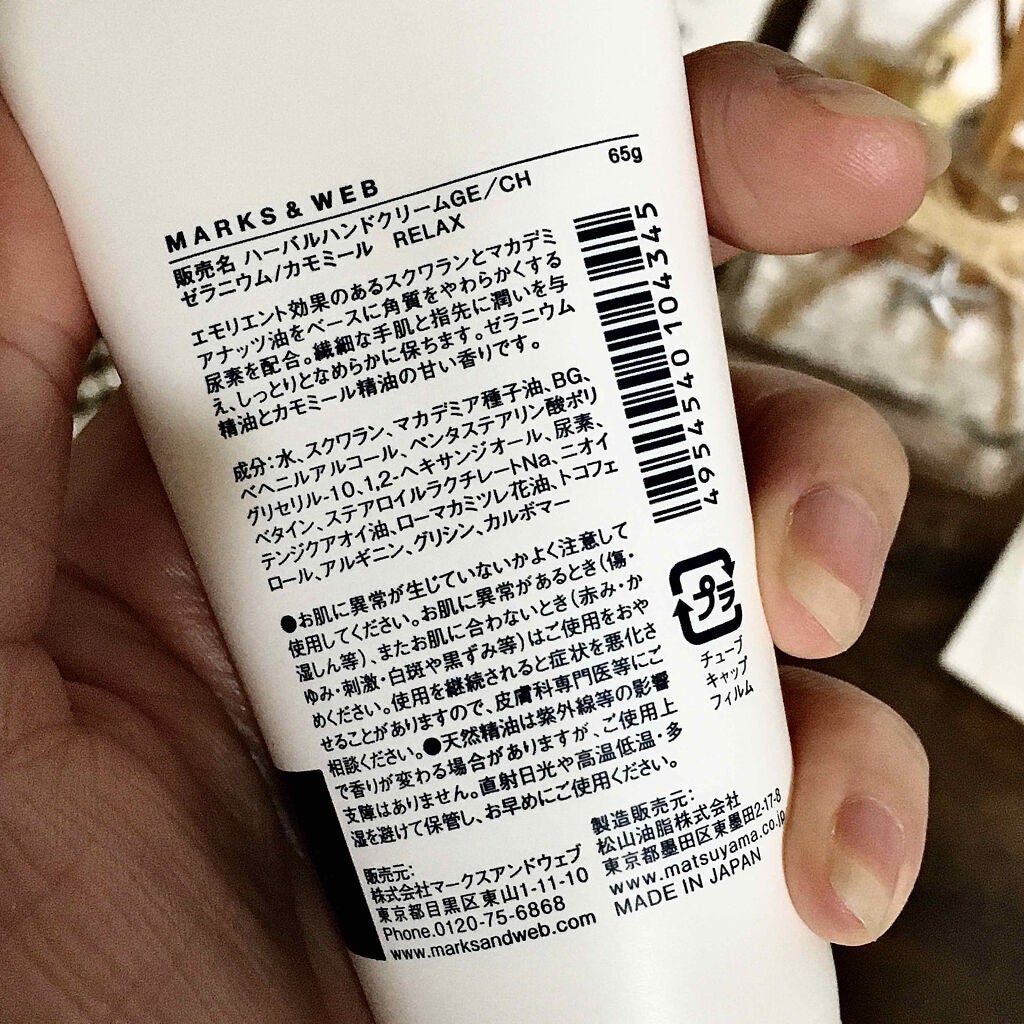 MARKS & WEB
65g
販売名 ハーバルハンドクリームGE/CH
ゼラニウム/カモミール RELAX
エモリエント効果のあるスクワランとマカデミ
アナッツ油をベースに角質をやわらかくする
尿素を配合。繊細な手肌と指先に潤いを与
え、しっとりとなめらかに保ちます。ゼラニウム
精油とカモミール精油の甘い香りです。
成分:水、スクワラン、マカデミア種子油、BG、
ベヘニルアルコール、ペンタステアリン酸ポリ
グリセリル-10、1,2-ヘキサンジオール、尿素、
ベタイン、ステアロイルラクチレートNa、ニオイ
テンジクアオイ油、ローマカミツレ花油、トコフェ
ロール、アルギニン、グリシン、カルボマー
●お肌に異常が生じていないかよく注意して
使用してください。お肌に異常があるとき(傷・
湿しん等)、またお肌に合わないとき(赤み・か
ゆみ・刺激・白斑や黒ずみ等)はご使用をおや
めください。使用を継続されると症状を悪化さ
せることがありますので、皮膚科専門医等にご
相談ください。●天然精油は紫外線等の影響
で香りが変わる場合がありますが、ご使用上
支障はありません。直射日光や高温低温・多
湿を避けて保管し、お早めにご使用ください。
販売元:
株式会社マークスアンドウェブ
東京都目黒区東山1-11-10
Phone.0120-75-6868
www.marksandweb.com
製造販売元:
松山油脂株式会社
東京都墨田区東墨田2-17-8
www.matsuyama.co.jp
MADE IN JAPAN
4954540104345
プラ
チューブ
キャップ
フィルム